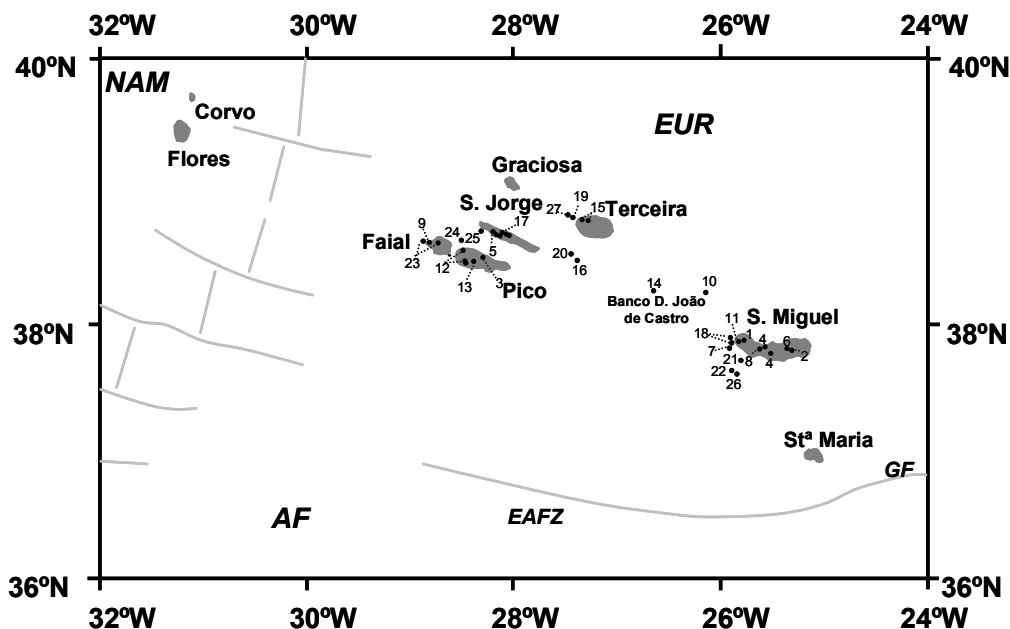 32ºW 30ºW 28ºW 26ºW 24ºW
40ºN 40ºN
NAM
Corvo
EUR
Flores
Graciosa
S. Jorge
19
27 15 Terceira
9 17
24 25
Faial
5
20
23 12 16
13 3 Pico
14 10
Banco D. João
de Castro
11 S. Miguel
38ºN 38ºN
18 1 4 6
7 21 8 4 2
22
26
Stª Maria
GF
AF EAFZ
36ºN 36ºN
32ºW 30ºW 28ºW 26ºW 24ºW